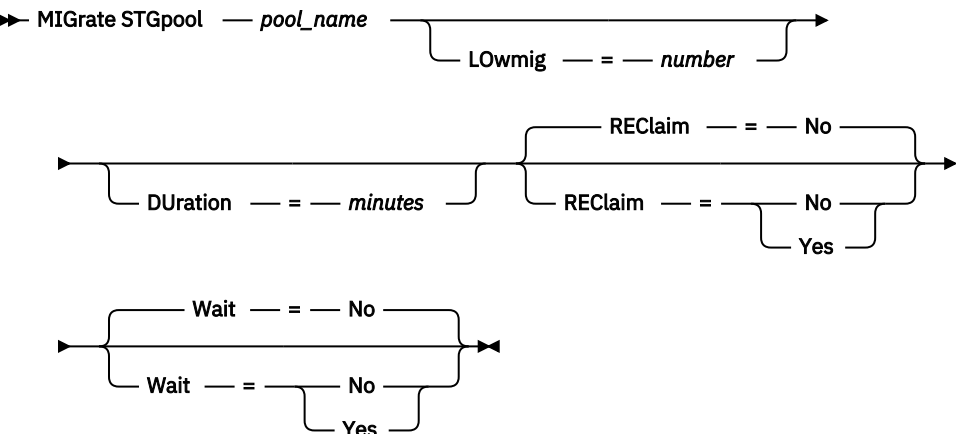 MIGrate STGpool — pool_name
LOwmig — = — number
REClaim — = — No
DUration — = — minutes
REClaim — = No
Yes
Wait — = — No
Wait — = No
Yes